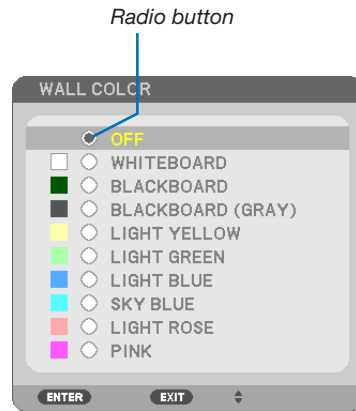 Radio button
WALL COLOR
OFF
WHITEBOARD
BLACKBOARD
BLACKBOARD (GRAY)
LIGHT YELLOW
LIGHT GREEN
LIGHT BLUE
SKY BLUE
LIGHT ROSE
PINK
ENTER EXIT